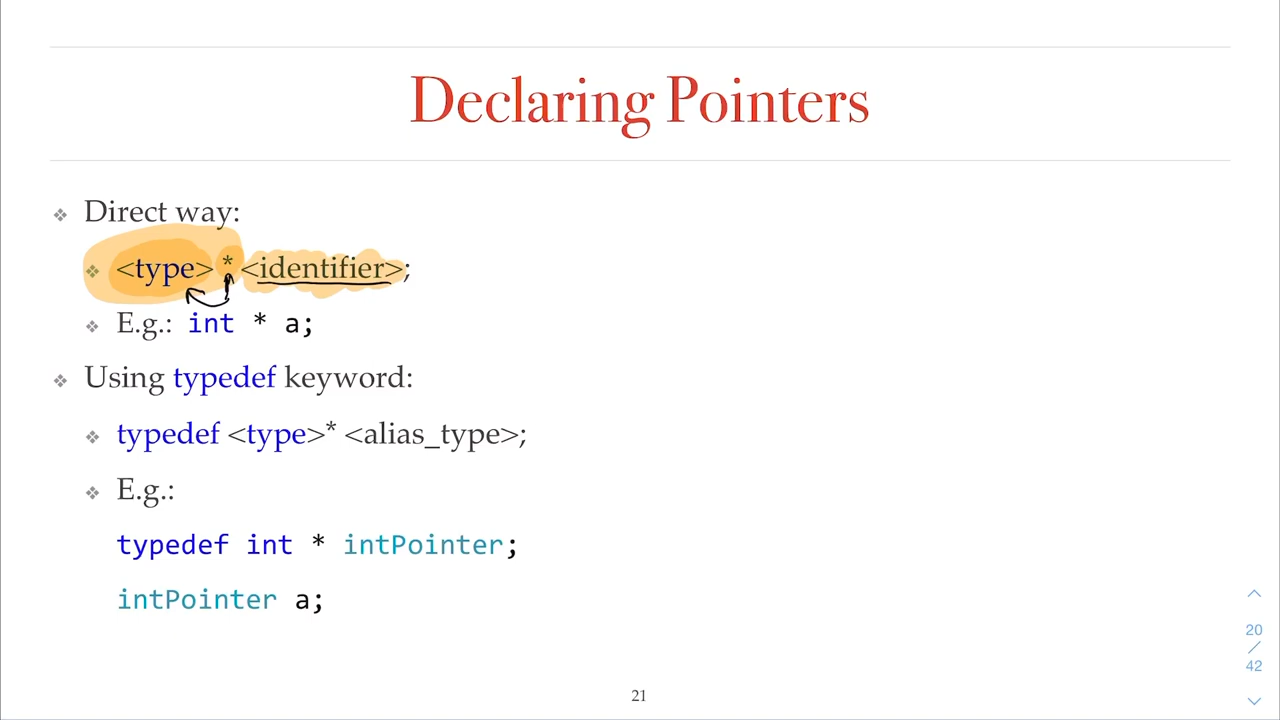 Declaring Pointers
❖ Direct way:
❖ <type> * <identifier>;
❖ E.g.: int * a;
❖ Using typedef keyword:
❖ typedef <type>* <alias_type>;
❖ E.g.:
typedef int * intPointer;
intPointer a;
20
/
42
21